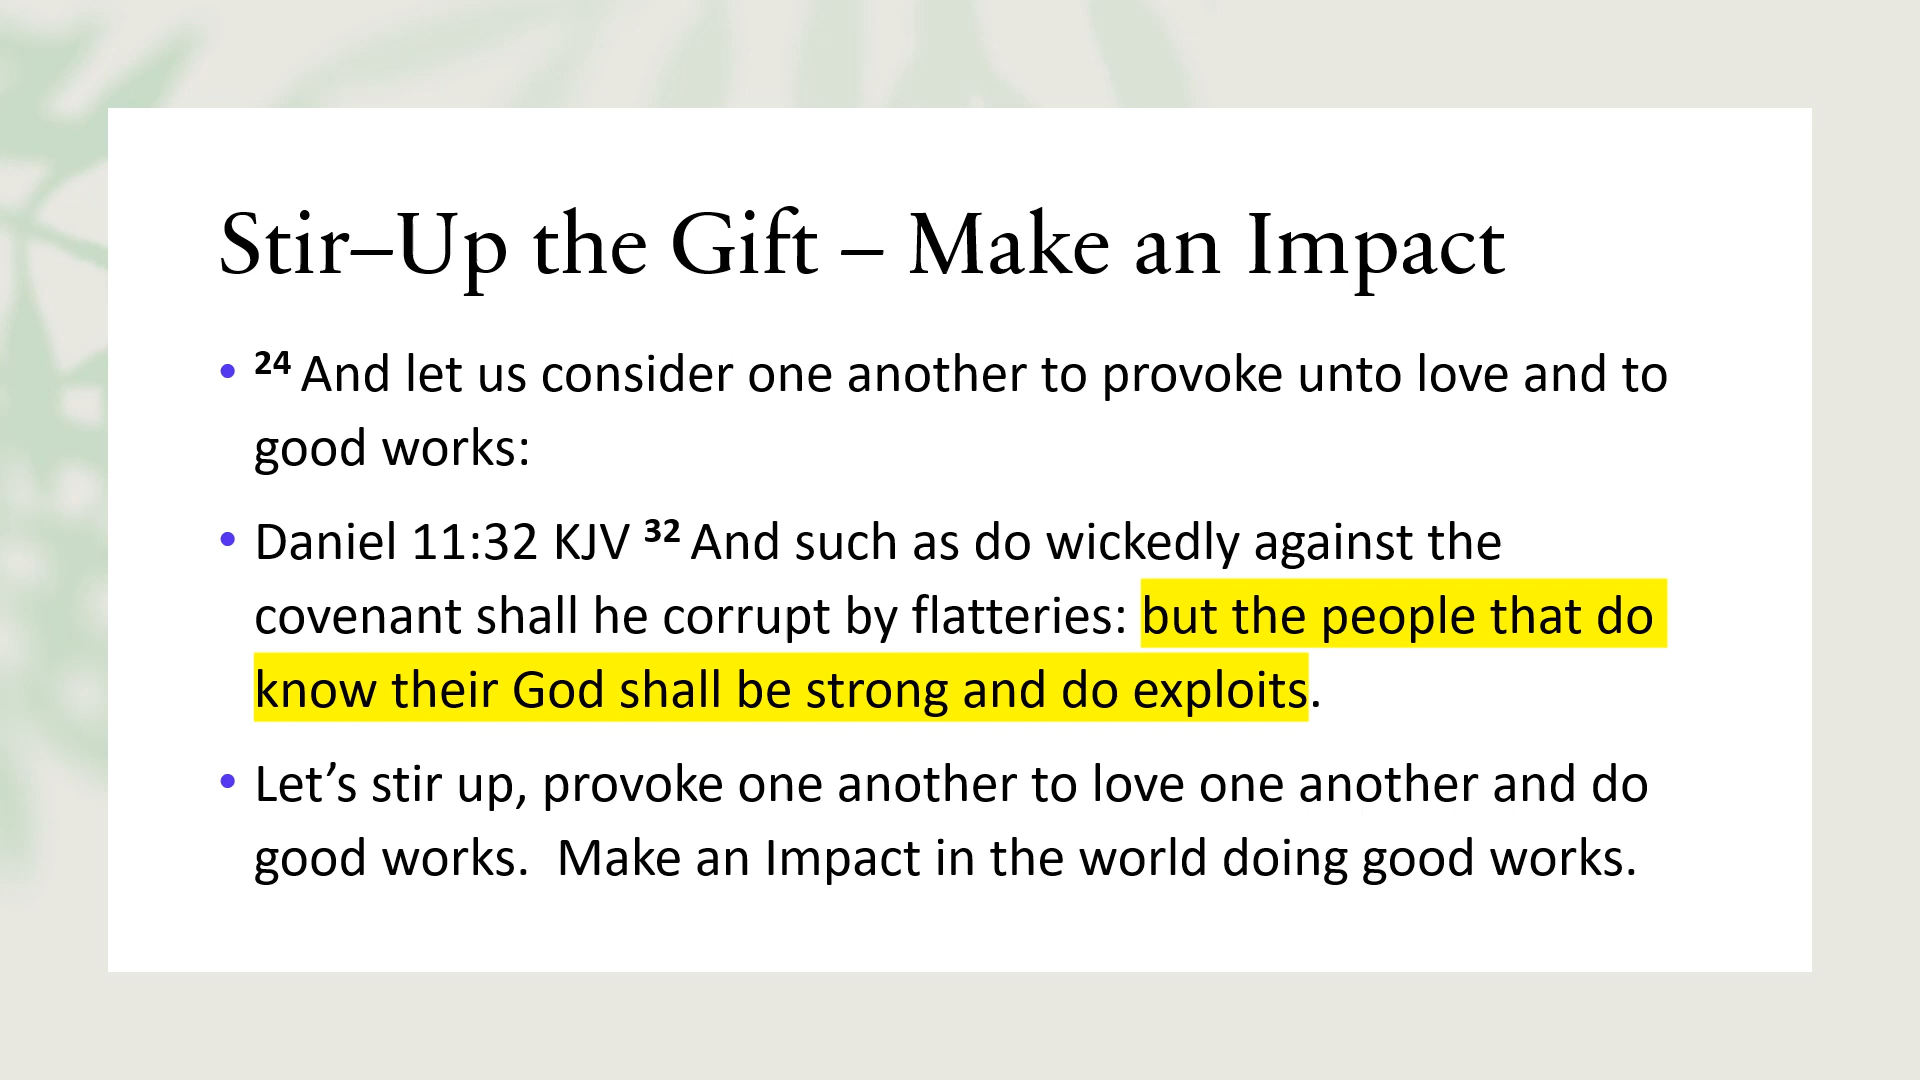 Stir–Up the Gift – Make an Impact
• 24 And let us consider one another to provoke unto love and to
good works:
• Daniel 11:32 KJV 32 And such as do wickedly against the
covenant shall he corrupt by flatteries: but the people that do
know their God shall be strong and do exploits.
• Let’s stir up, provoke one another to love one another and do
good works.  Make an Impact in the world doing good works.